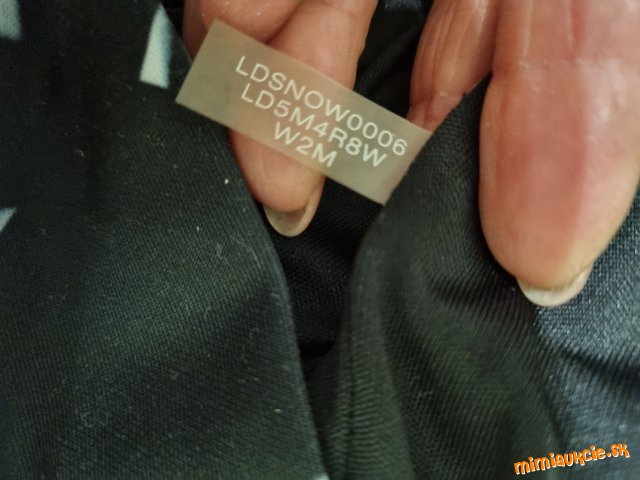 LDSNOW0006
LD5M4R8W
W2M
mimiaukcie.sk